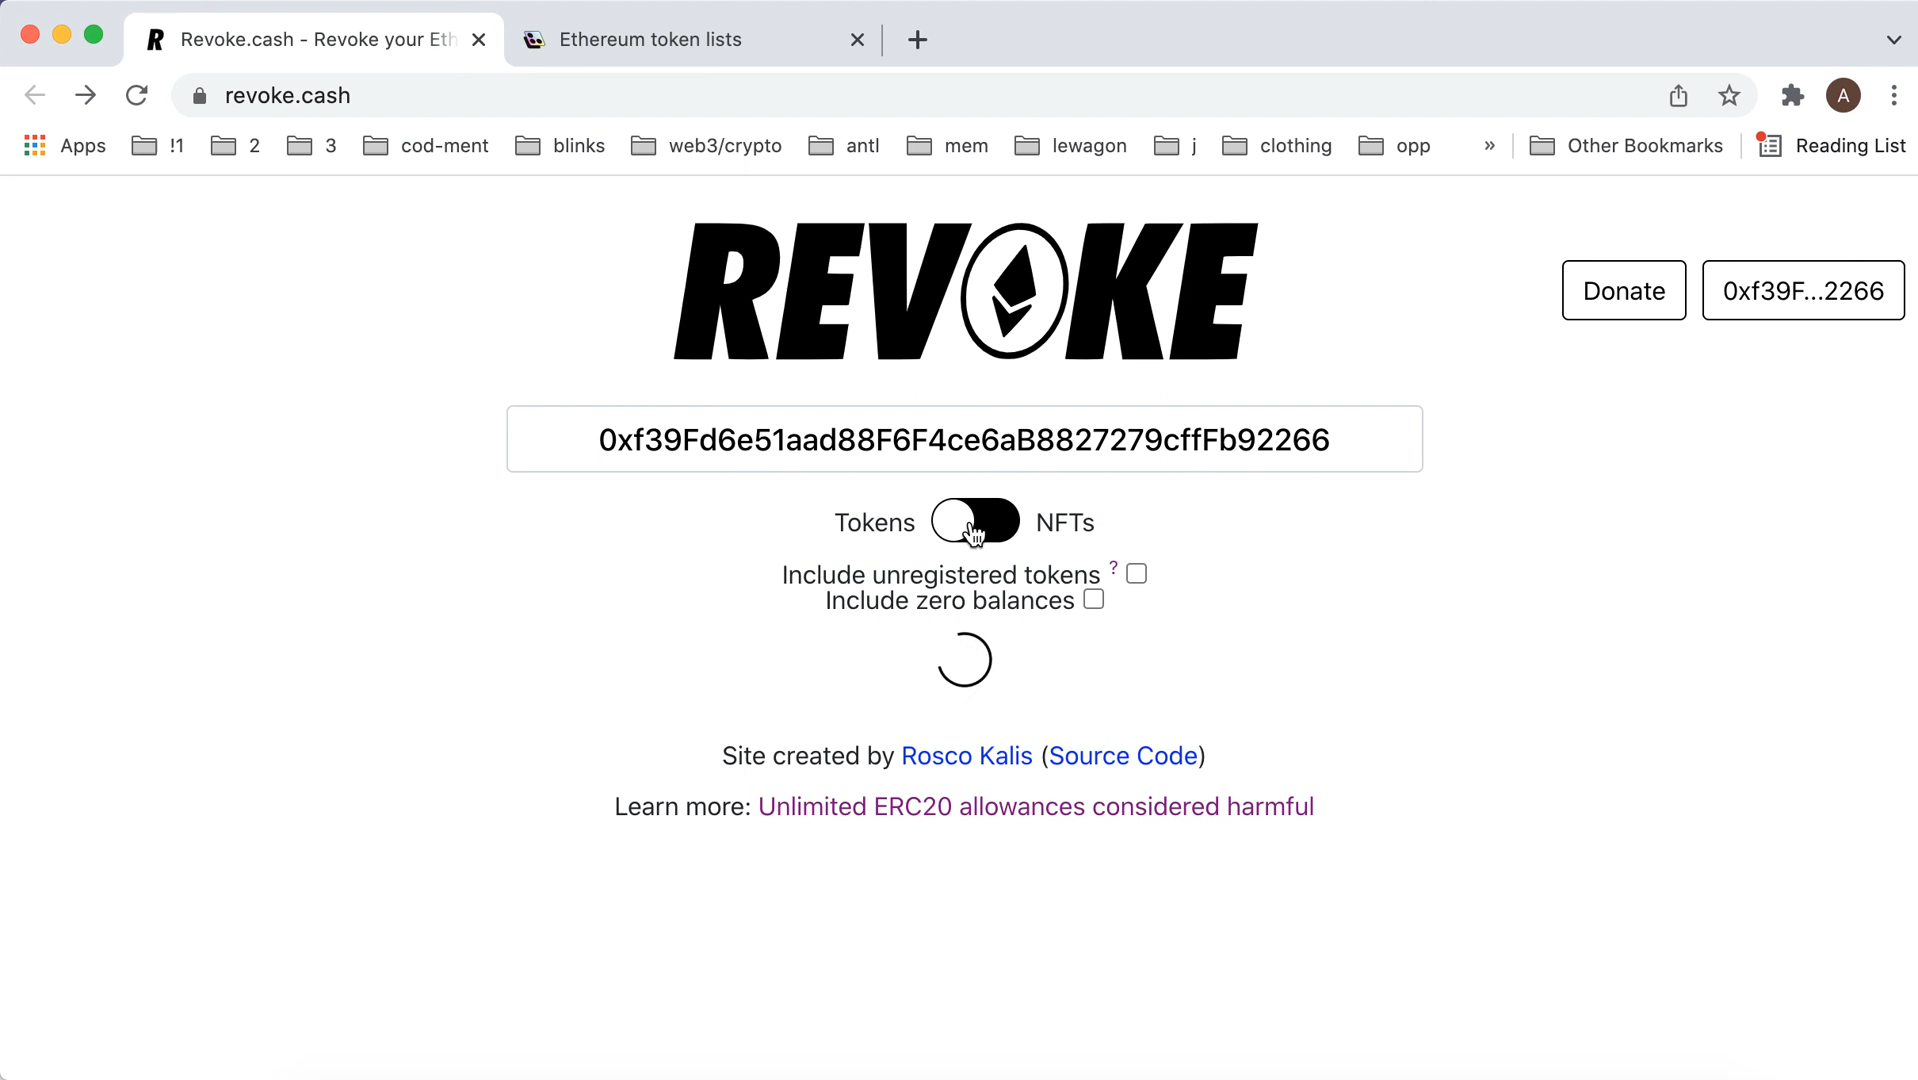 Revoke.cash - Revoke your Eth
Ethereum token lists
revoke.cash
A
Apps
!1
2
3
cod-ment
blinks
web3/crypto
antl
mem
lewagon
j
clothing
opp
»
Other Bookmarks
Reading List
REVOKE
Donate
0xf39F...2266
0xf39Fd6e51aad88F6F4ce6aB8827279cffFb92266
Tokens
NFTs
Include unregistered tokens ?
Include zero balances
Site created by Rosco Kalis (Source Code)
Learn more: Unlimited ERC20 allowances considered harmful